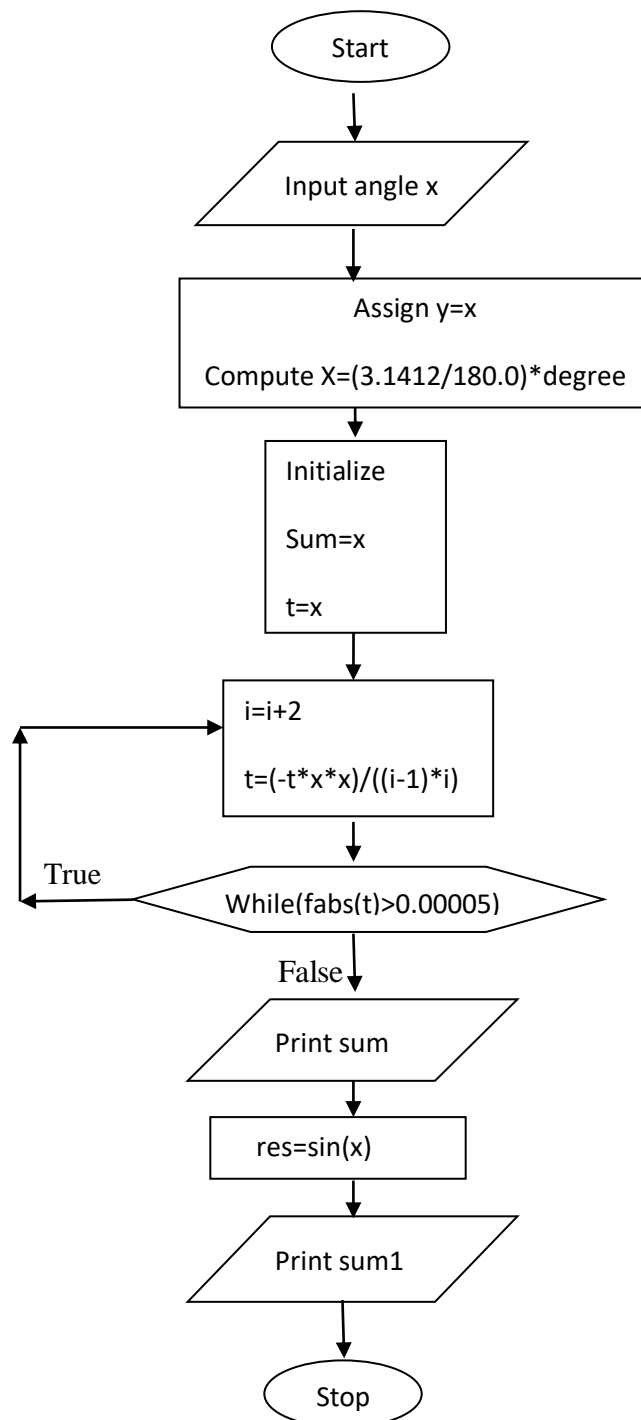 Start
Input angle x
Assign y=x
Compute X=(3.1412/180.0)*degree
Initialize
Sum=x
t=x
i=i+2
t=(-t*x*x)/((i-1)*i)
True
While(fabs(t)>0.00005)
False
Print sum
res=sin(x)
Print sum1
Stop